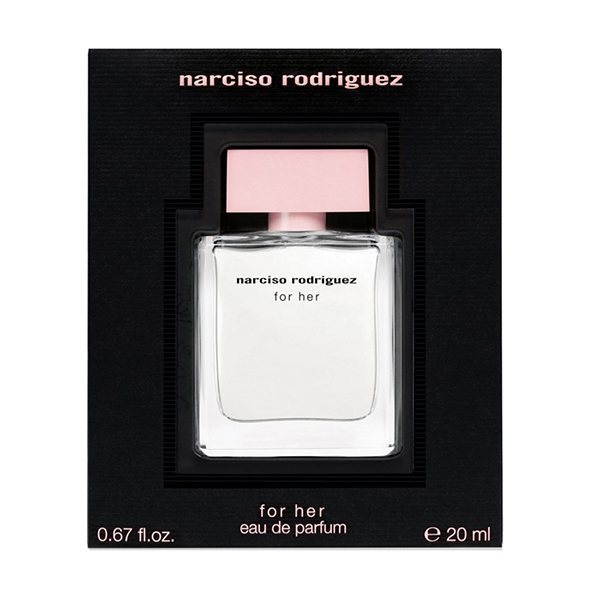 narciso rodriguez
narciso rodriguez
for her
for her
eau de parfum
0.67 fl.oz.
℮ 20 ml